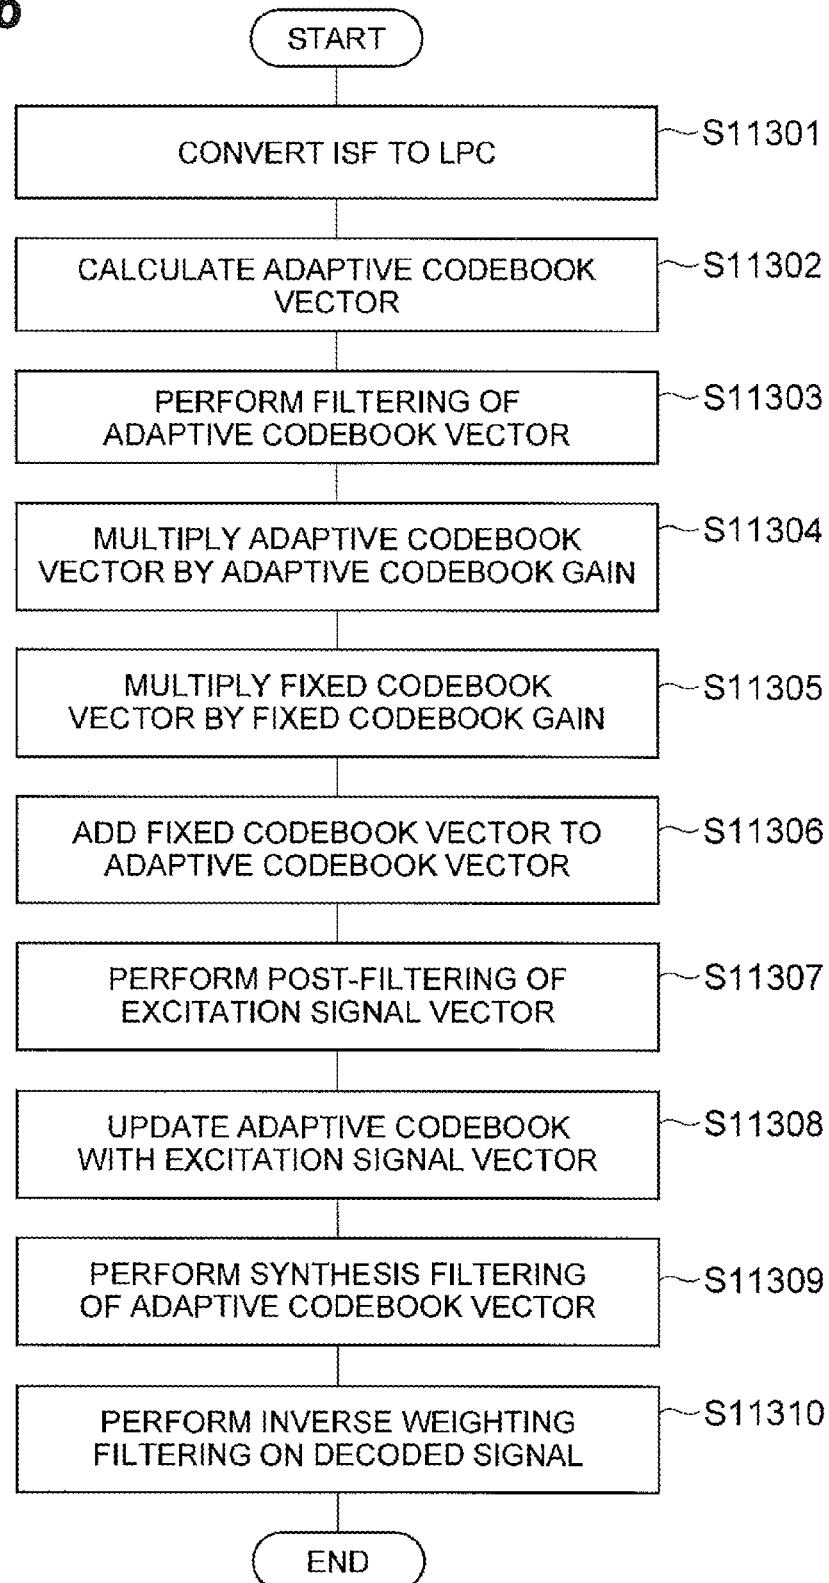 START
CONVERT ISF TO LPC
S11301
CALCULATE ADAPTIVE CODEBOOK
VECTOR
S11302
PERFORM FILTERING OF
ADAPTIVE CODEBOOK VECTOR
S11303
MULTIPLY ADAPTIVE CODEBOOK
VECTOR BY ADAPTIVE CODEBOOK GAIN
S11304
MULTIPLY FIXED CODEBOOK
VECTOR BY FIXED CODEBOOK GAIN
S11305
ADD FIXED CODEBOOK VECTOR TO
ADAPTIVE CODEBOOK VECTOR
S11306
PERFORM POST-FILTERING OF
EXCITATION SIGNAL VECTOR
S11307
UPDATE ADAPTIVE CODEBOOK
WITH EXCITATION SIGNAL VECTOR
S11308
PERFORM SYNTHESIS FILTERING
OF ADAPTIVE CODEBOOK VECTOR
S11309
PERFORM INVERSE WEIGHTING
FILTERING ON DECODED SIGNAL
S11310
END